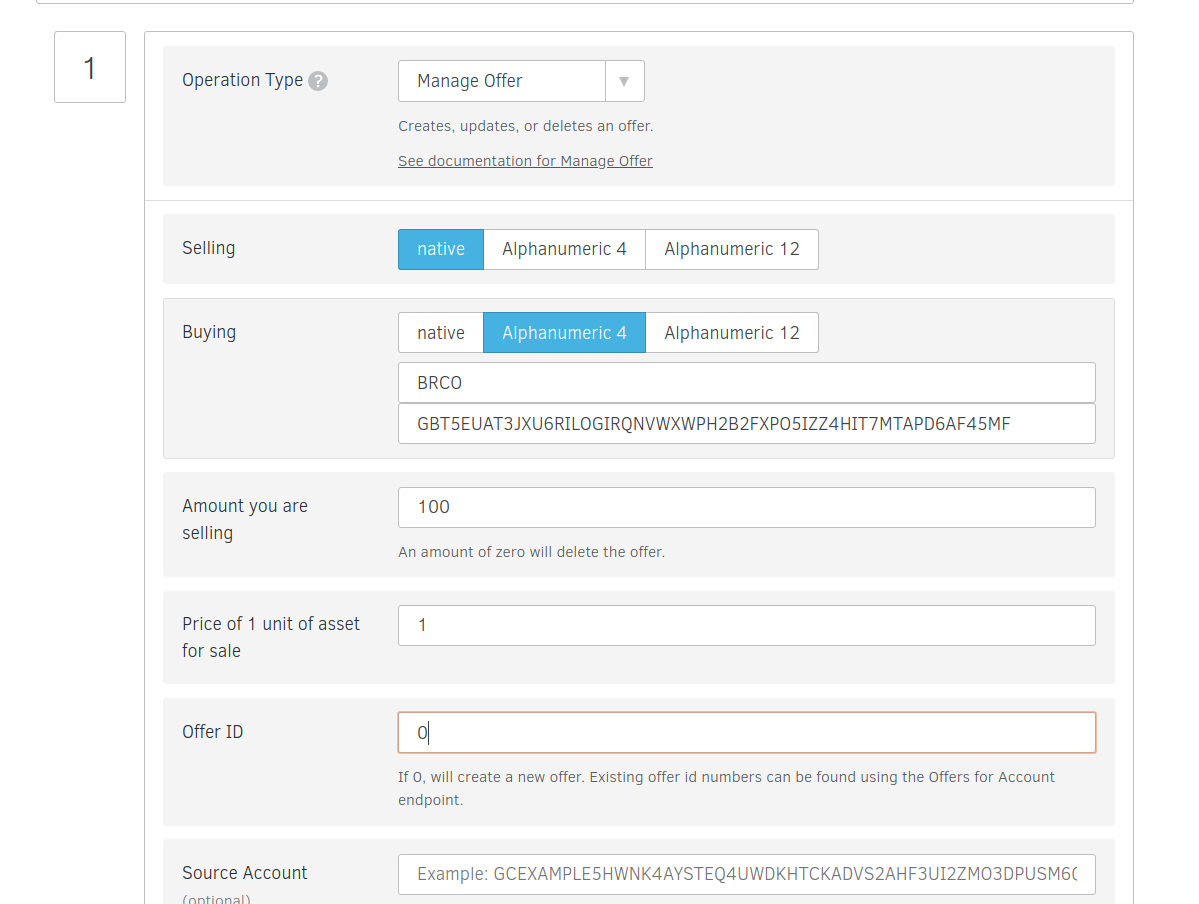 1
Operation Type ?
Manage Offer
Creates, updates, or deletes an offer.
See documentation for Manage Offer
Selling
native Alphanumeric 4 Alphanumeric 12
Buying
native Alphanumeric 4 Alphanumeric 12
BRCO
GBT5EUAT3JXU6RILOGIRQNVWXWPH2B2FXPO5IZZ4HIT7MTAPD6AF45MF
Amount you are
selling
100
An amount of zero will delete the offer.
Price of 1 unit of asset
for sale
1
Offer ID
0
If 0, will create a new offer. Existing offer id numbers can be found using the Offers for Account
endpoint.
Source Account
(optional)
Example: GCEXAMPLE5HWNK4AYSTEQ4UWDKHTCKADVS2AHF3UI2ZMO3DPUSM6